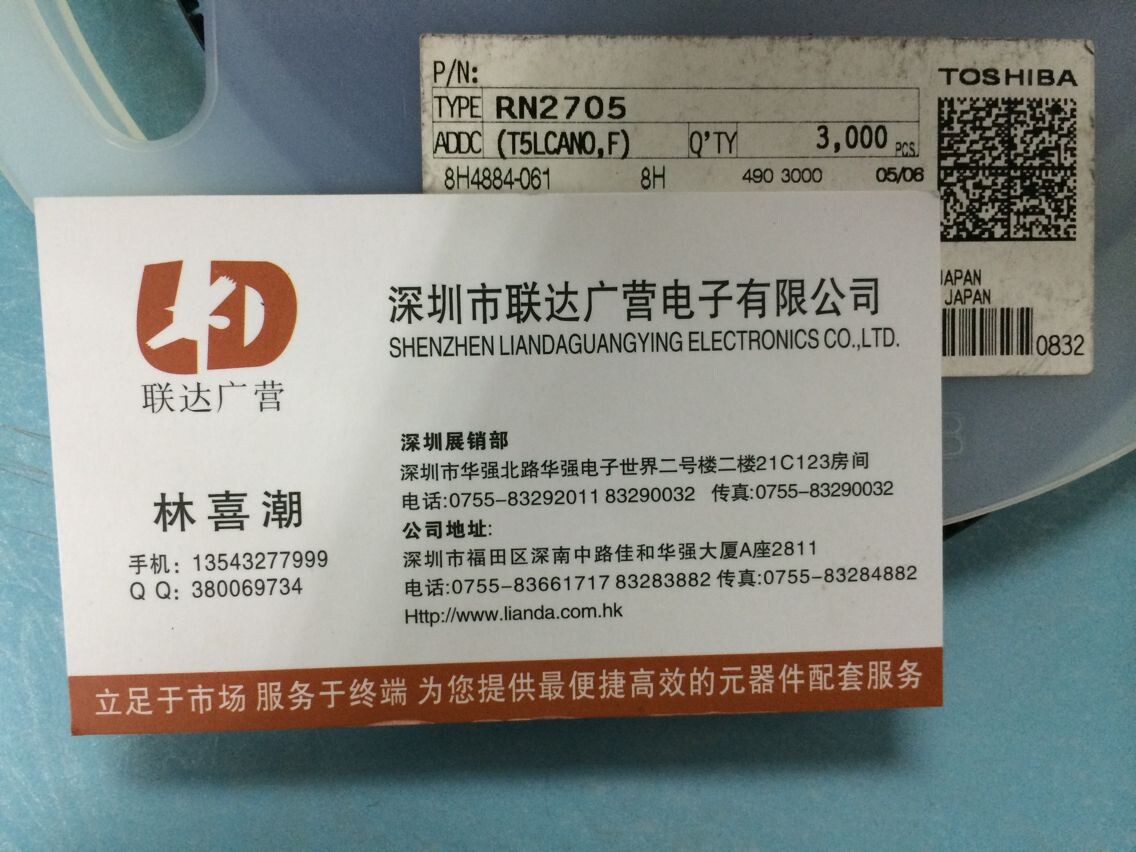 P/N:
TOSHIBA
TYPE RN2705
ADDC (T5LCANO,F) Q'TY 3,000 PCS.
8H4884-061 8H 490 3000 05/06
JAPAN
JAPAN
0832
LD
联达广营
深圳市联达广营电子有限公司
SHENZHEN LIANDAGUANGYING ELECTRONICS CO.,LTD.
林喜潮
手机：13543277999
Q Q：380069734
深圳展销部
深圳市华强北路华强电子世界二号楼二楼21C123房间
电话:0755-83292011 83290032 传真:0755-83290032
公司地址:
深圳市福田区深南中路佳和华强大厦A座2811
电话:0755-83661717 83283882 传真:0755-83284882
Http://www.lianda.com.hk
立足于市场 服务于终端 为您提供最便捷高效的元器件配套服务